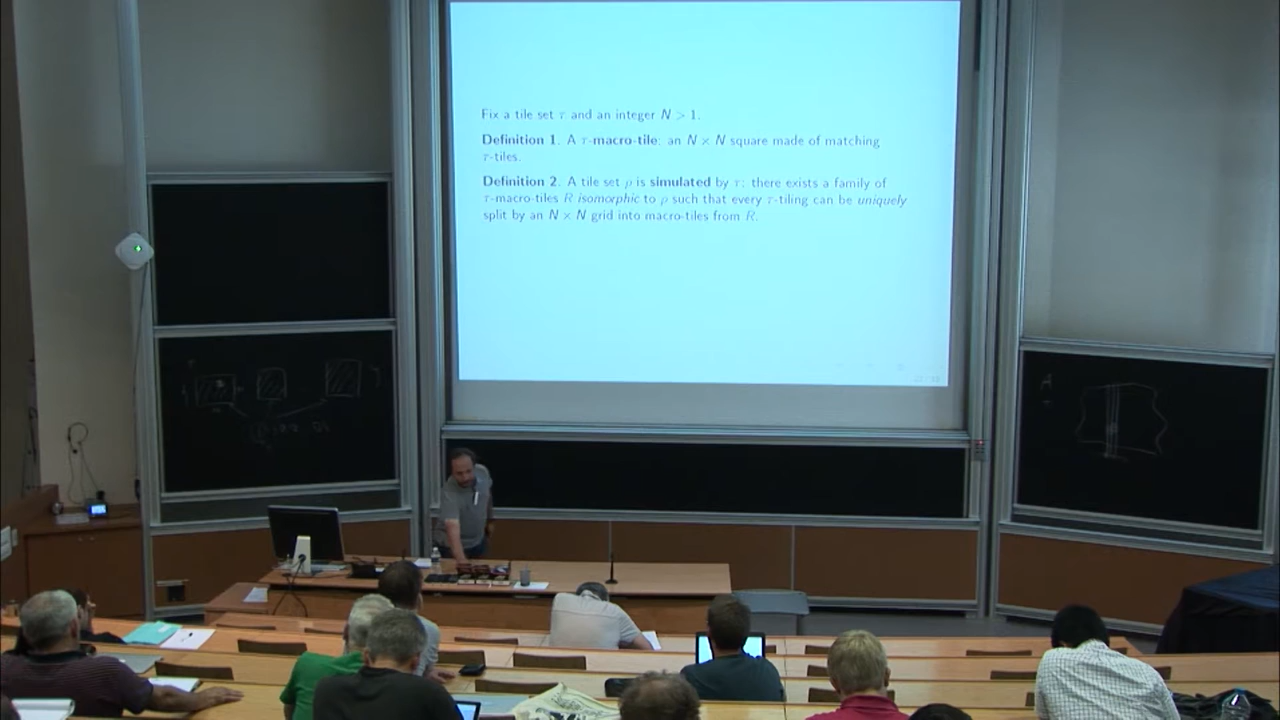 Fix a tile set τ and an integer N > 1.
Definition 1. A τ-macro-tile: an N × N square made of matching
τ-tiles.
Definition 2. A tile set ρ is simulated by τ: there exists a family of
τ-macro-tiles R isomorphic to ρ such that every τ-tiling can be uniquely
split by an N × N grid into macro-tiles from R.